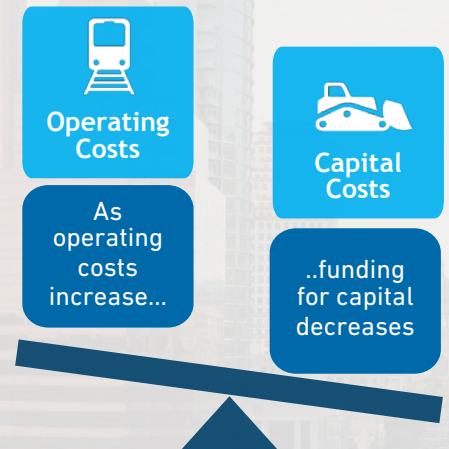 Operating
Costs
As
operating
costs
increase...
Capital
Costs
..funding
for capital
decreases